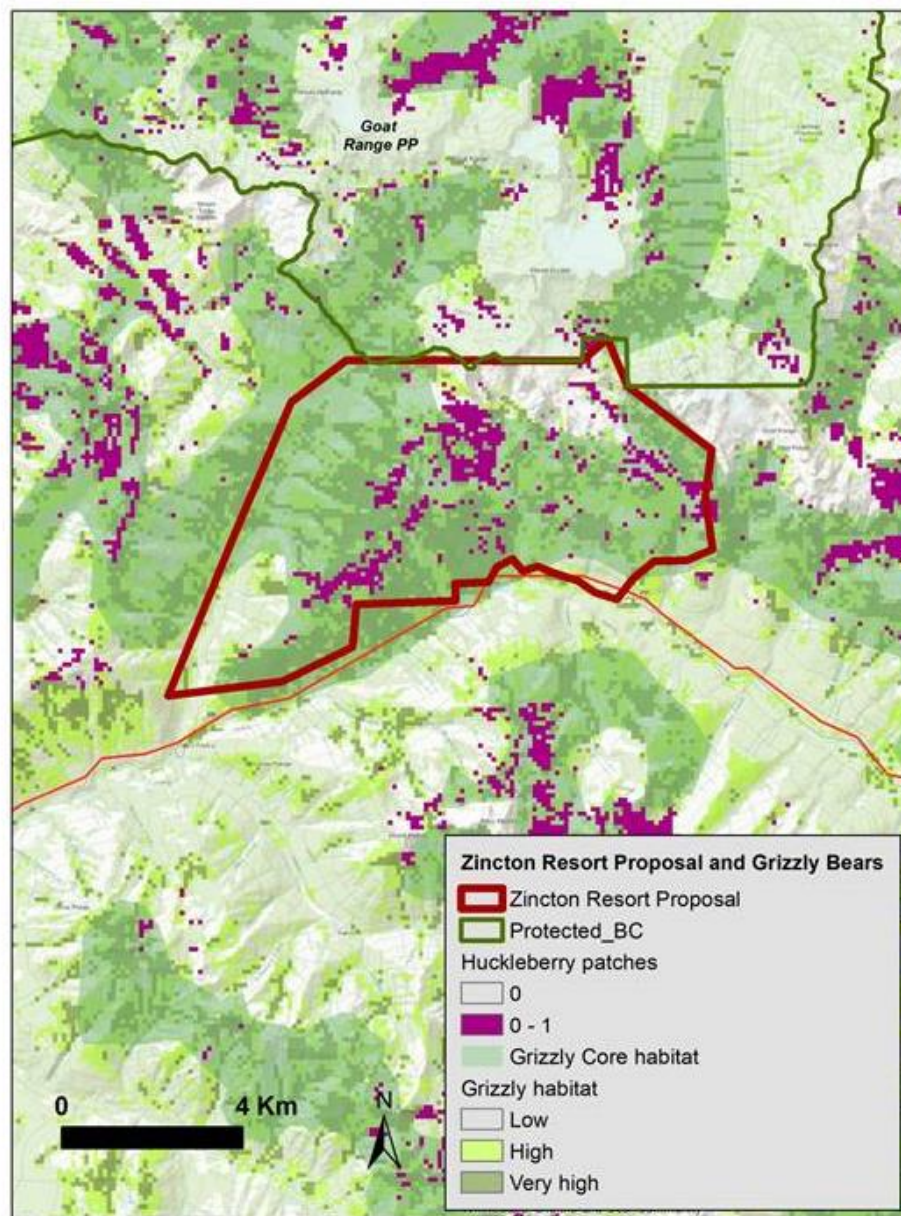 Goat
Range PP
Zincton Resort Proposal and Grizzly Bears
Zincton Resort Proposal
Protected_BC
Huckleberry patches
0
0 - 1
Grizzly Core habitat
Grizzly habitat
Low
High
Very high
0 4 Km
N